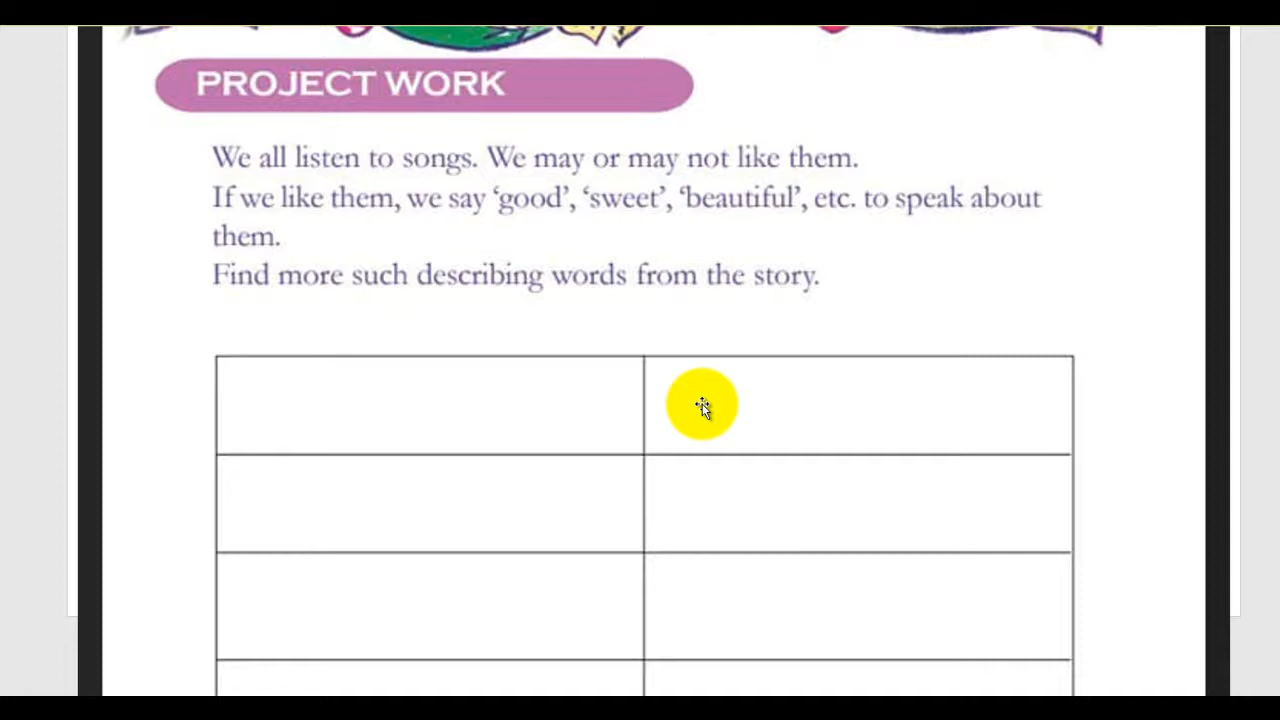 PROJECT WORK
We all listen to songs. We may or may not like them.
If we like them, we say ‘good’, ‘sweet’, ‘beautiful’, etc. to speak about
them.
Find more such describing words from the story.